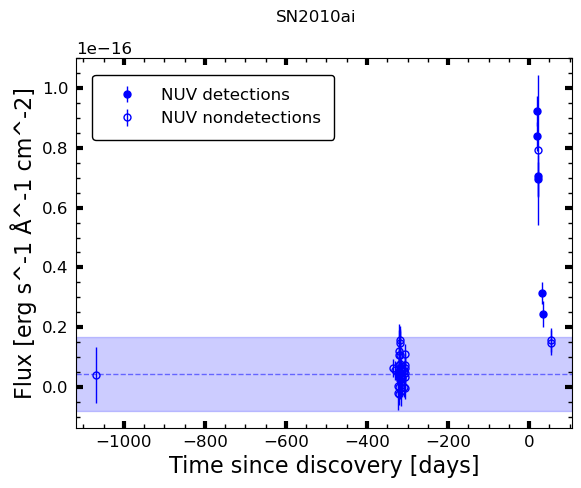 SN2010ai
1e−16
NUV detections
NUV nondetections
1.0
0.8
0.6
0.4
0.2
0.0
Flux [erg s^-1 Å^-1 cm^-2]
−1000 −800 −600 −400 −200 0
Time since discovery [days]